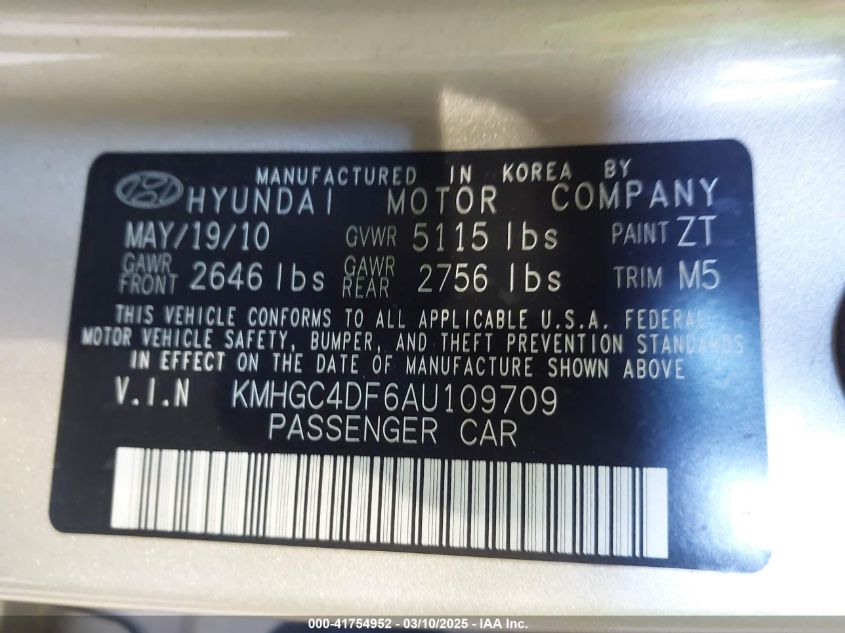 MANUFACTURED IN KOREA BY
HYUNDAI MOTOR COMPANY
MAY/19/10 GVWR 5115 lbs PAINT ZT
GAWR FRONT 2646 lbs GAWR REAR 2756 lbs TRIM M5
THIS VEHICLE CONFORMS TO ALL APPLICABLE U.S.A. FEDERAL
MOTOR VEHICLE SAFETY, BUMPER, AND THEFT PREVENTION STANDARDS
IN EFFECT ON THE DATE OF MANUFACTURE SHOWN ABOVE
V.I.N KMHGC4DF6AU109709
PASSENGER CAR
000-41754952 - 03/10/2025 - IAA Inc.